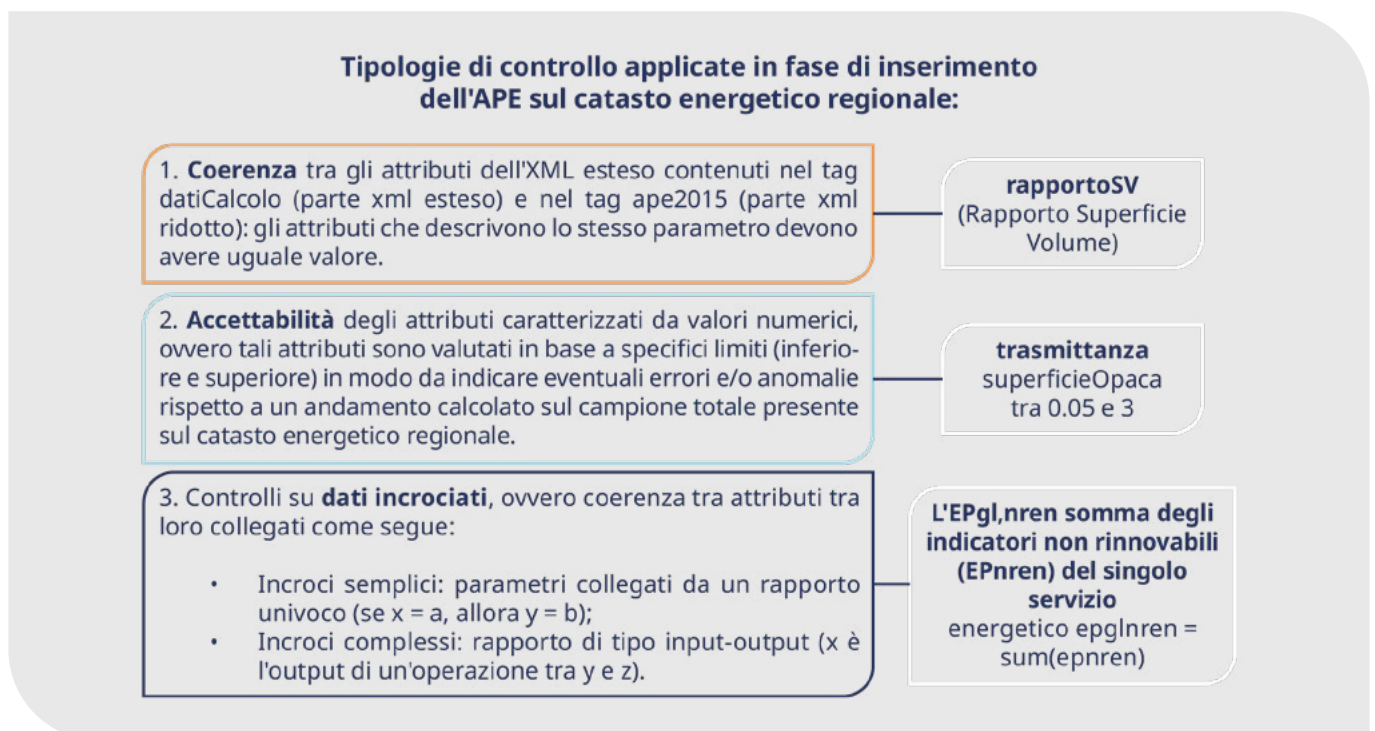 Tipologie di controllo applicate in fase di inserimento
dell'APE sul catasto energetico regionale:
1. Coerenza tra gli attributi dell'XML esteso contenuti nel tag
datiCalcolo (parte xml esteso) e nel tag ape2015 (parte xml
ridotto): gli attributi che descrivono lo stesso parametro devono
avere uguale valore.
rapportoSV
(Rapporto Superficie
Volume)
2. Accettabilità degli attributi caratterizzati da valori numerici,
ovvero tali attributi sono valutati in base a specifici limiti (inferio-
re e superiore) in modo da indicare eventuali errori e/o anomalie
rispetto a un andamento calcolato sul campione totale presente
sul catasto energetico regionale.
trasmittanza
superficieOpaca
tra 0.05 e 3
3. Controlli su dati incrociati, ovvero coerenza tra attributi tra
loro collegati come segue:
• Incroci semplici: parametri collegati da un rapporto
univoco (se x = a, allora y = b);
• Incroci complessi: rapporto di tipo input-output (x è
l'output di un'operazione tra y e z).
L'EPgl,nren somma degli
indicatori non rinnovabili
(EPnren) del singolo
servizio
energetico epglnren =
sum(epnren)